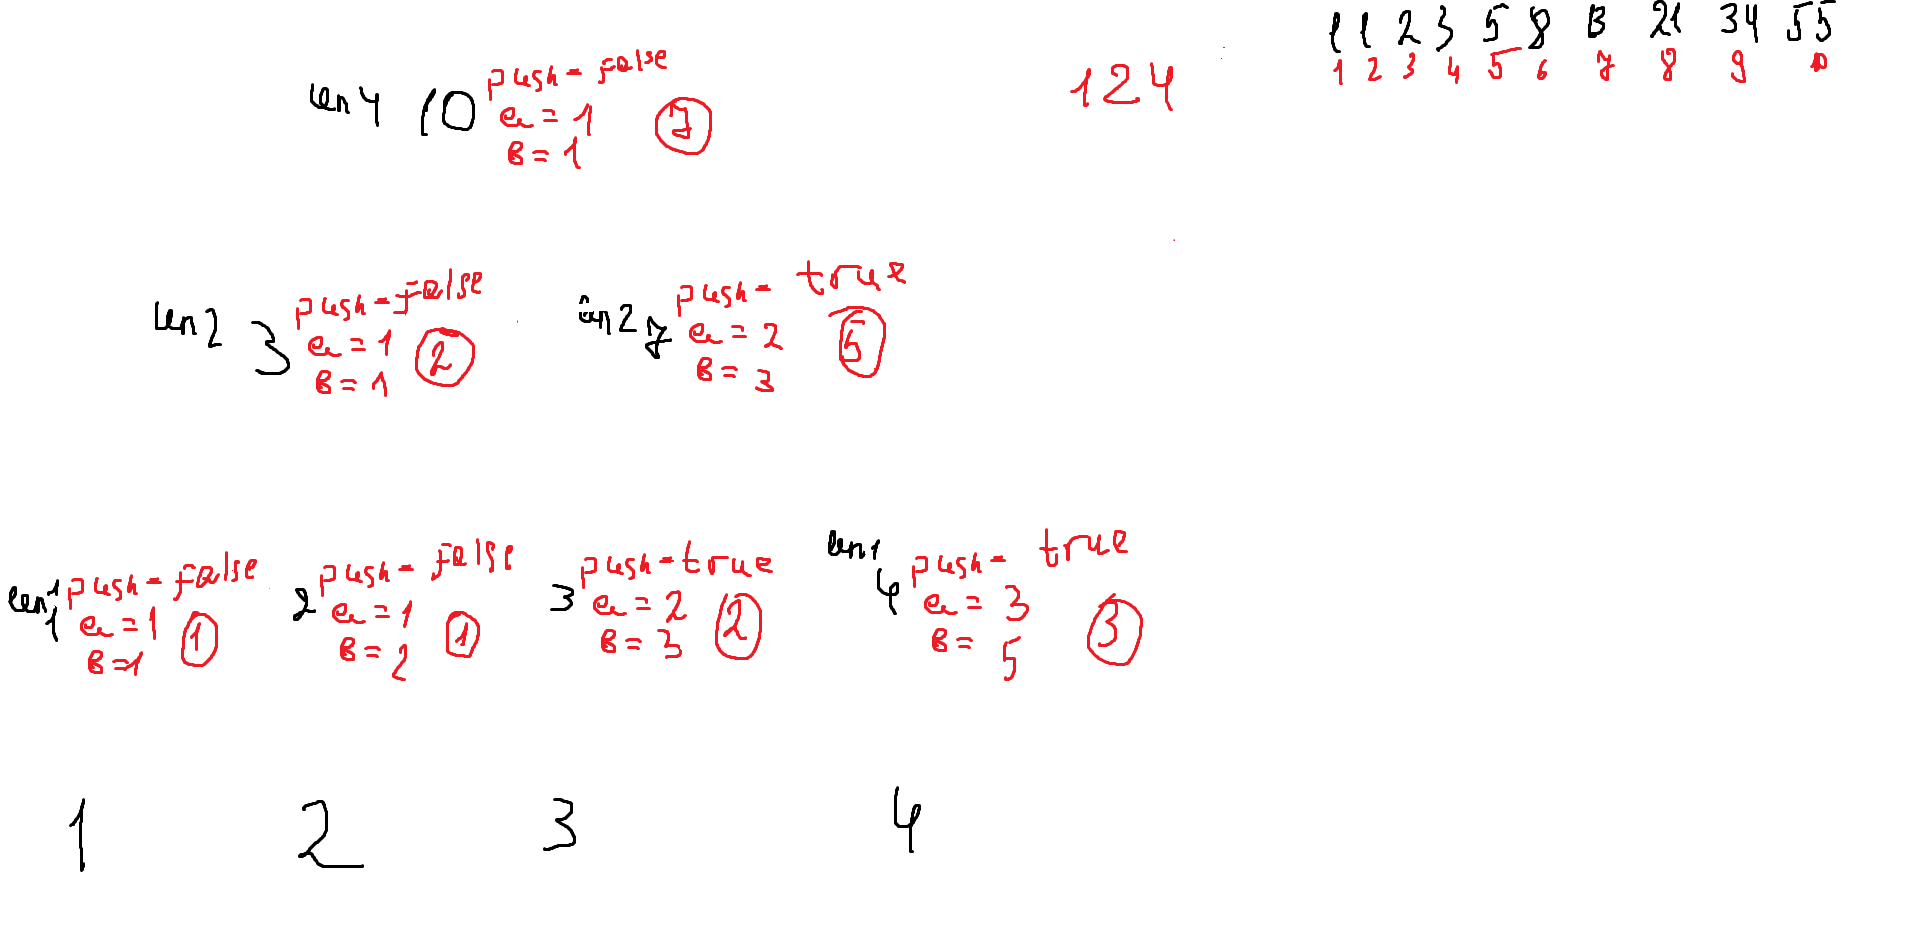 1 1 2 3 5 8 13 21 34 55
1 2 3 4 5 6 7 8 9 10
124
len 4 10 push = false
a = 1 7
b = 1
len 2 3 push = false
a = 1 2
b = 1
len 2 7 push = true
a = 2 5
b = 3
len 1 1 push = false
a = 1 1
b = 1
2 push = false
a = 1 1
b = 2
3 push = true
a = 2 2
b = 3
len 1 4 push = true
a = 3 3
b = 5
1 2 3 4